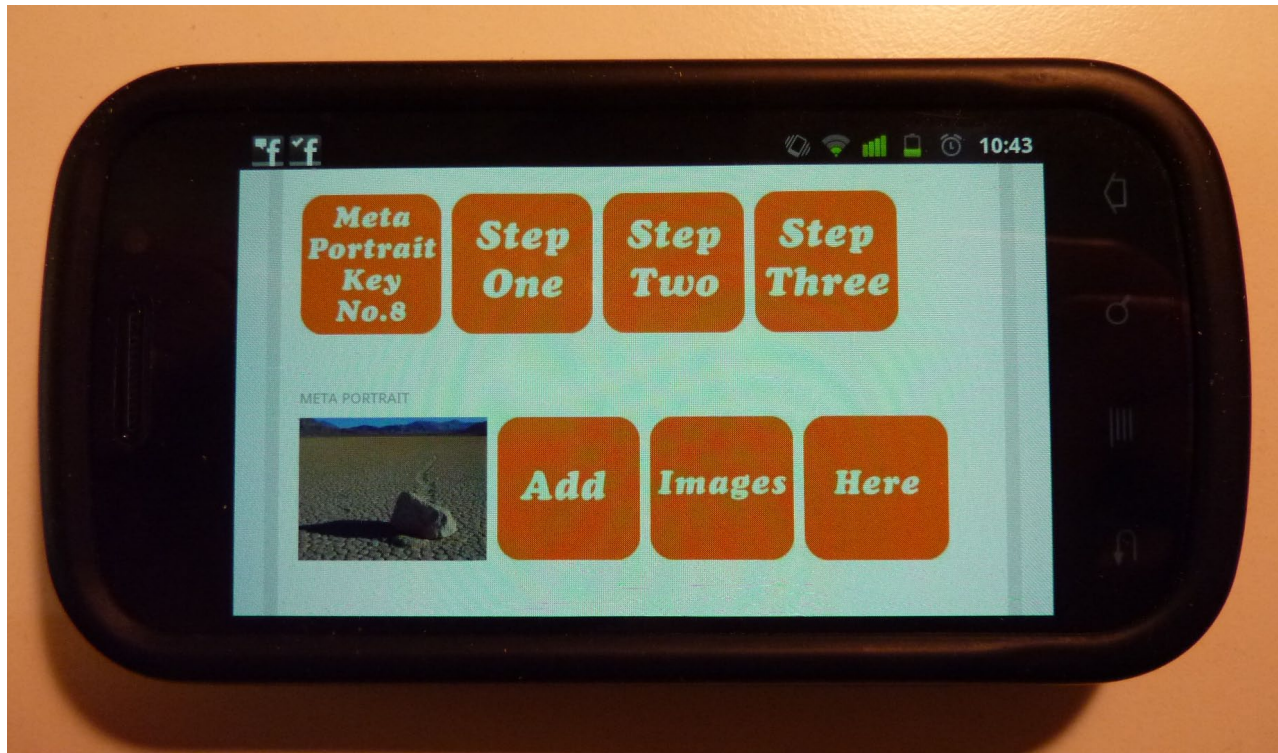 10:43
Meta
Portrait
Key
No.8
Step
One
Step
Two
Step
Three
META PORTRAIT
Add
Images
Here